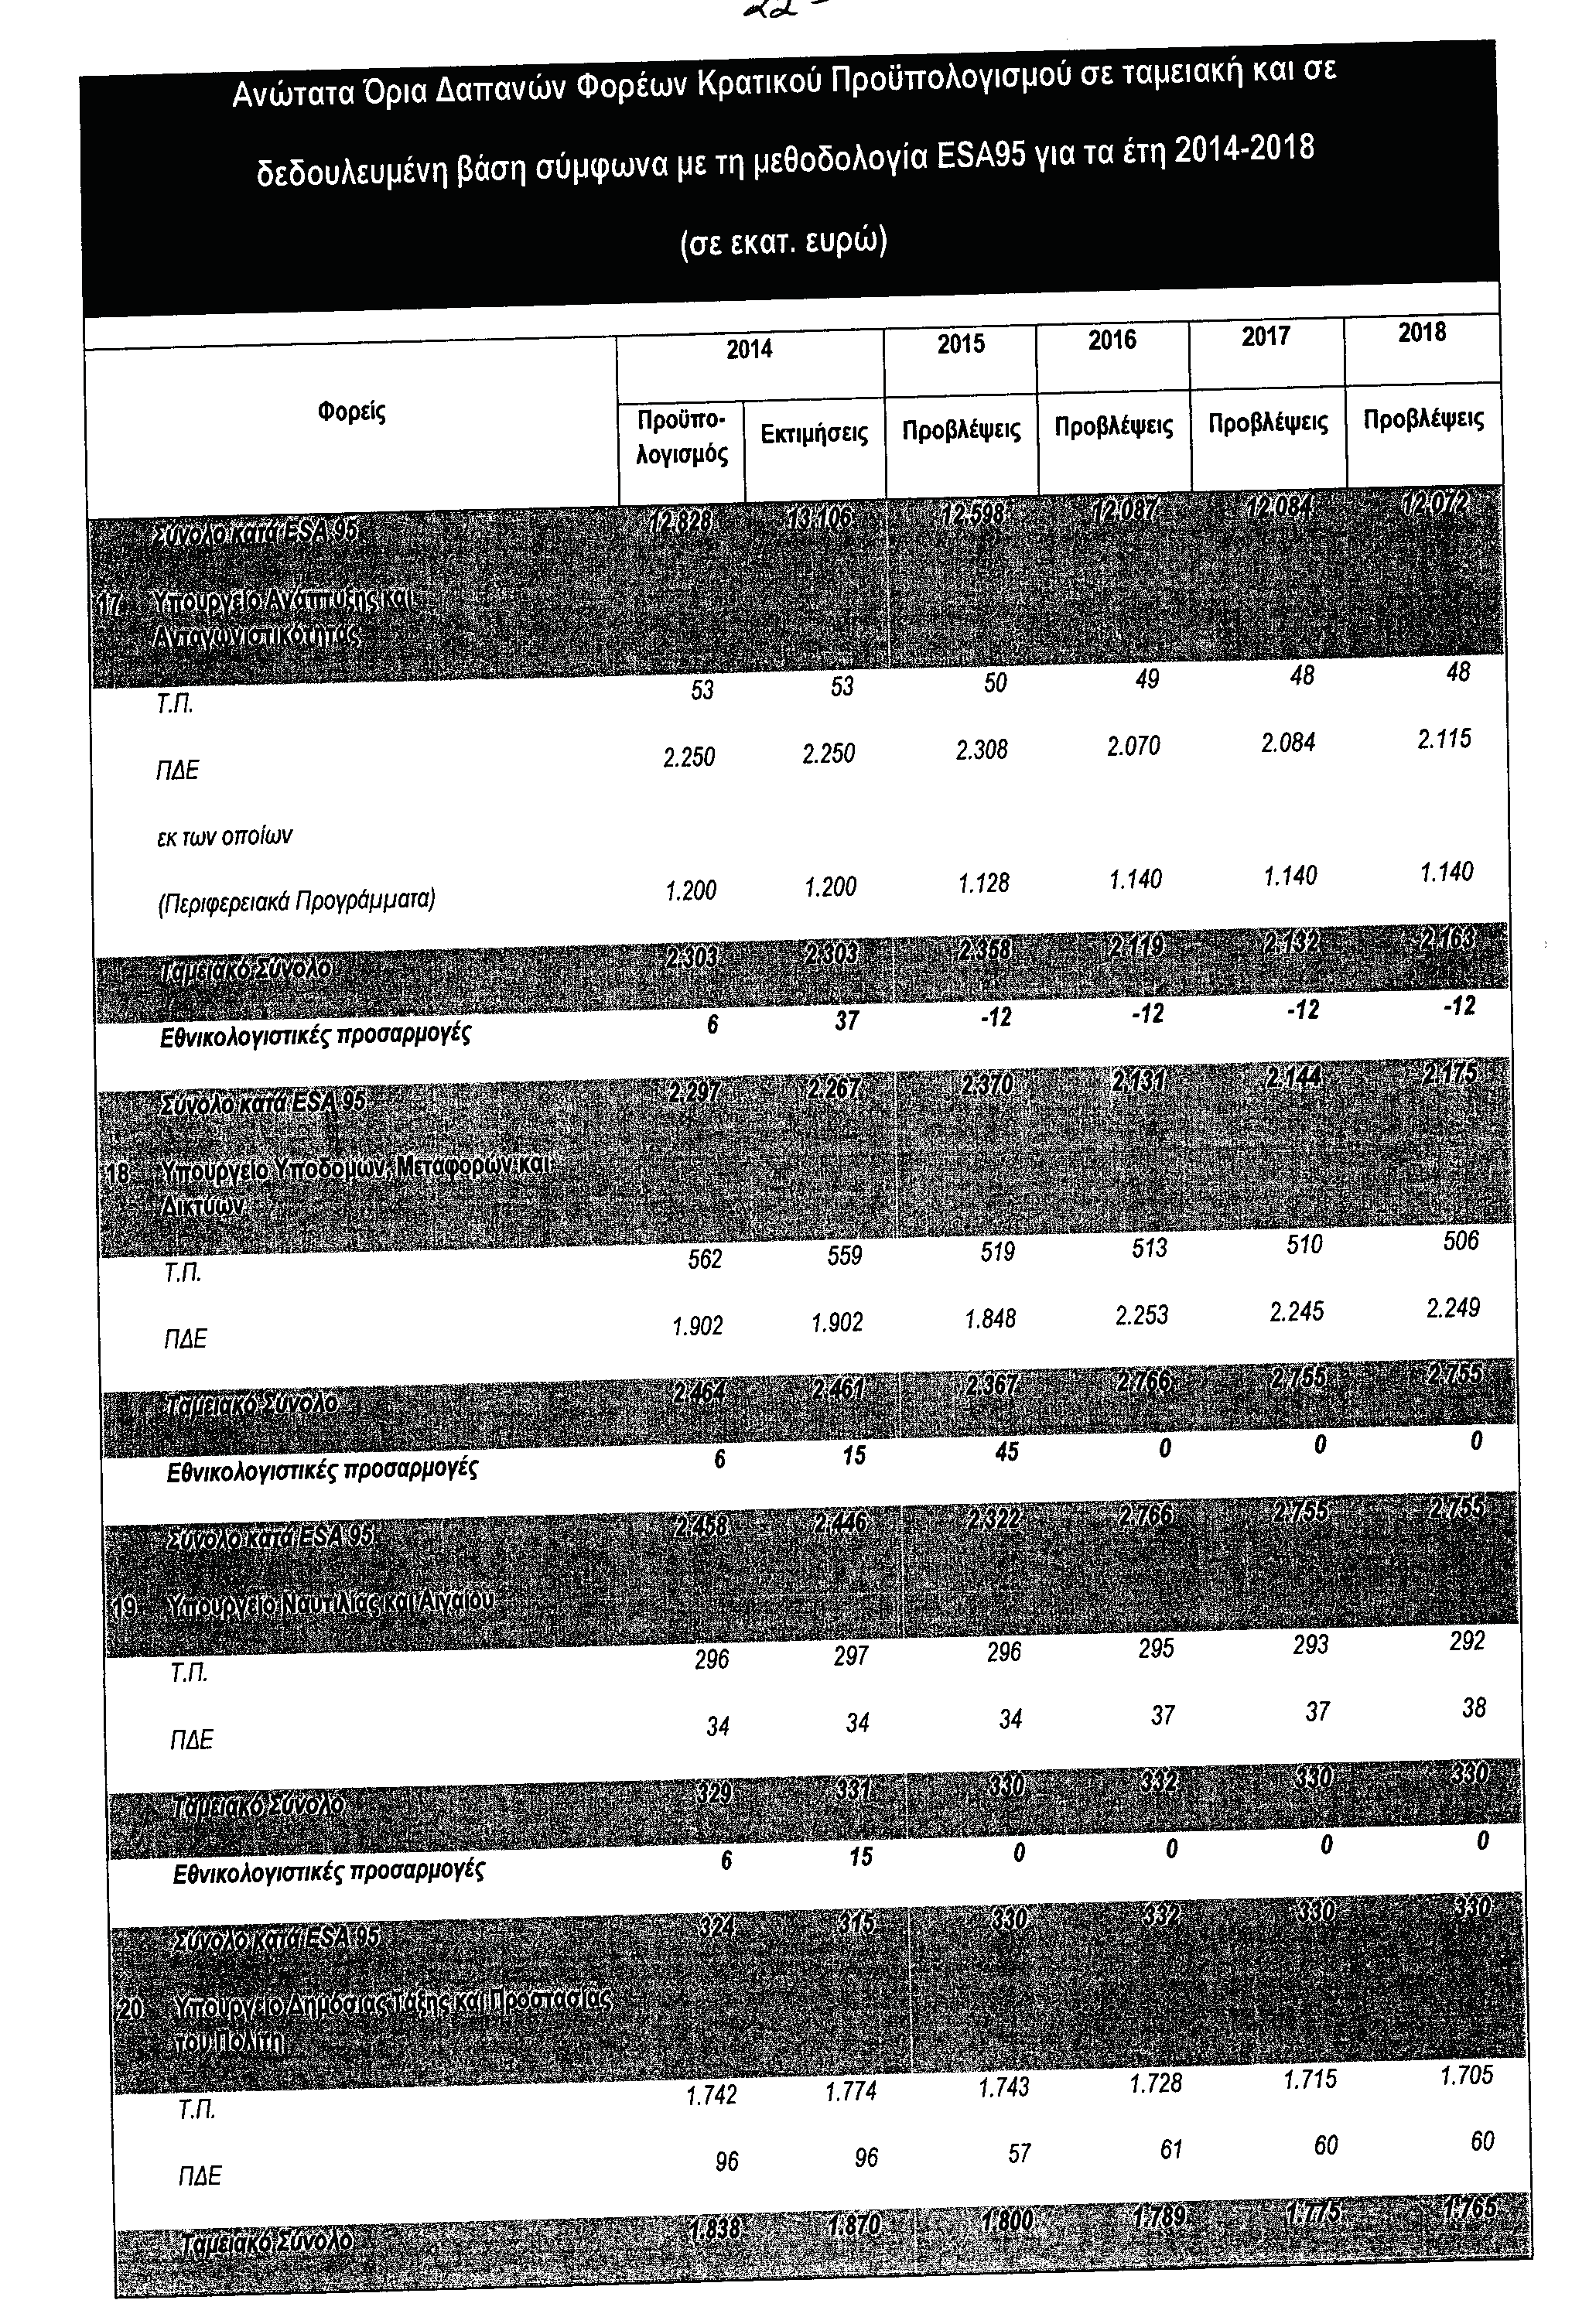 22 -
Ανώτατα Όρια Δαπανών Φορέων Κρατικού Προϋπολογισμού σε ταμειακή και σε
δεδουλευμένη βάση σύμφωνα με τη μεθοδολογία ESA95 για τα έτη 2014-2018
(σε εκατ. ευρώ)
Φορείς 2014 2015 2016 2017 2018
Προϋπο-
λογισμός Εκτιμήσεις Προβλέψεις Προβλέψεις Προβλέψεις Προβλέψεις
Σύνολο κατά ESA 95 12.828 13.106 12.598 12.087 12.084 12.072
17 Υπουργείο Ανάπτυξης και
Ανταγωνιστικότητας
Τ.Π. 53 53 50 49 48 48
ΠΔΕ 2.250 2.250 2.308 2.070 2.084 2.115
εκ των οποίων
(Περιφερειακά Προγράμματα) 1.200 1.200 1.128 1.140 1.140 1.140
Ταμειακό Σύνολο 2.303 2.303 2.358 2.119 2.132 2.163
Εθνικολογιστικές προσαρμογές 6 37 -12 -12 -12 -12
Σύνολο κατά ESA 95 2.297 2.267 2.370 2.131 2.144 2.175
18 Υπουργείο Υποδομών, Μεταφορών και
Δικτύων
Τ.Π. 562 559 519 513 510 506
ΠΔΕ 1.902 1.902 1.848 2.253 2.245 2.249
Ταμειακό Σύνολο 2.464 2.461 2.367 2.766 2.755 2.755
Εθνικολογιστικές προσαρμογές 6 15 45 0 0 0
Σύνολο κατά ESA 95 2.458 2.446 2.322 2.766 2.755 2.755
19 Υπουργείο Ναυτιλίας και Αιγαίου
Τ.Π. 296 297 296 295 293 292
ΠΔΕ 34 34 34 37 37 38
Ταμειακό Σύνολο 329 331 330 332 330 330
Εθνικολογιστικές προσαρμογές 6 15 0 0 0 0
Σύνολο κατά ESA 95 324 315 330 332 330 330
20 Υπουργείο Δημόσιας Τάξης και Προστασίας
του Πολίτη
Τ.Π. 1.742 1.774 1.743 1.728 1.715 1.705
ΠΔΕ 96 96 57 61 60 60
Ταμειακό Σύνολο 1.838 1.870 1.800 1.789 1.775 1.765